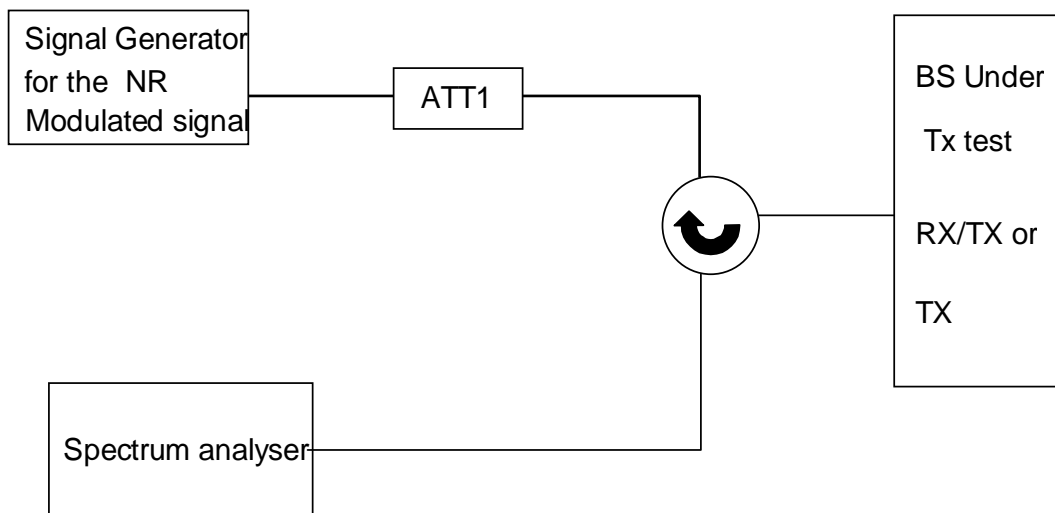 Signal Generator
for the NR
Modulated signal
ATT1
BS Under
Tx test
RX/TX or
TX
Spectrum analyser